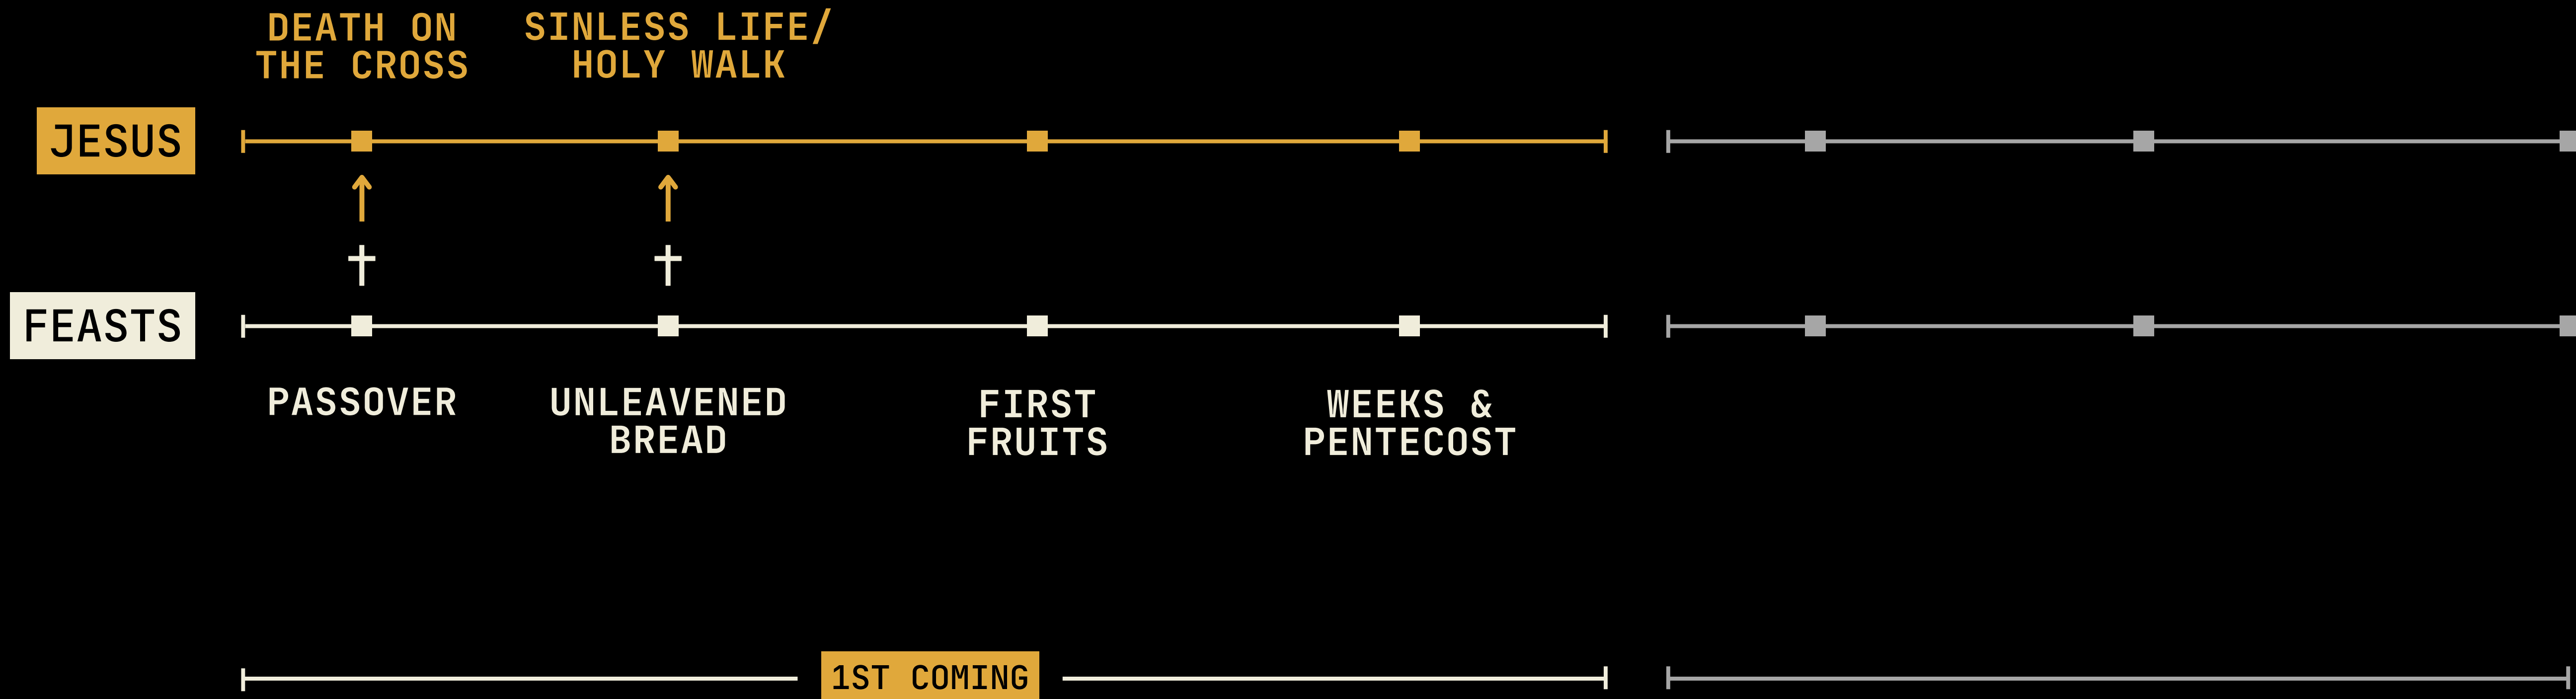 DEATH ON
THE CROSS
SINLESS LIFE/
HOLY WALK
JESUS
FEASTS
PASSOVER
UNLEAVENED
BREAD
FIRST
FRUITS
WEEKS &
PENTECOST
1ST COMING